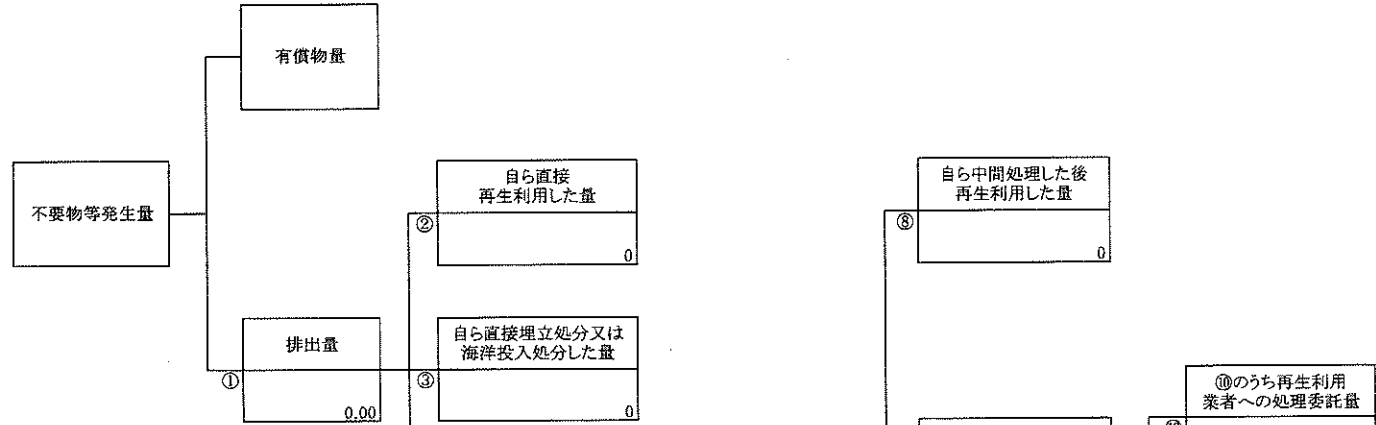 有償物量
不要物等発生量
自ら直接
再生利用した量
②
0
自ら中間処理した後
再生利用した量
⑧
0
排出量
①
0.00
自ら直接埋立処分又は
海洋投入処分した量
③
0
⑩のうち再生利用
業者への処理委託量